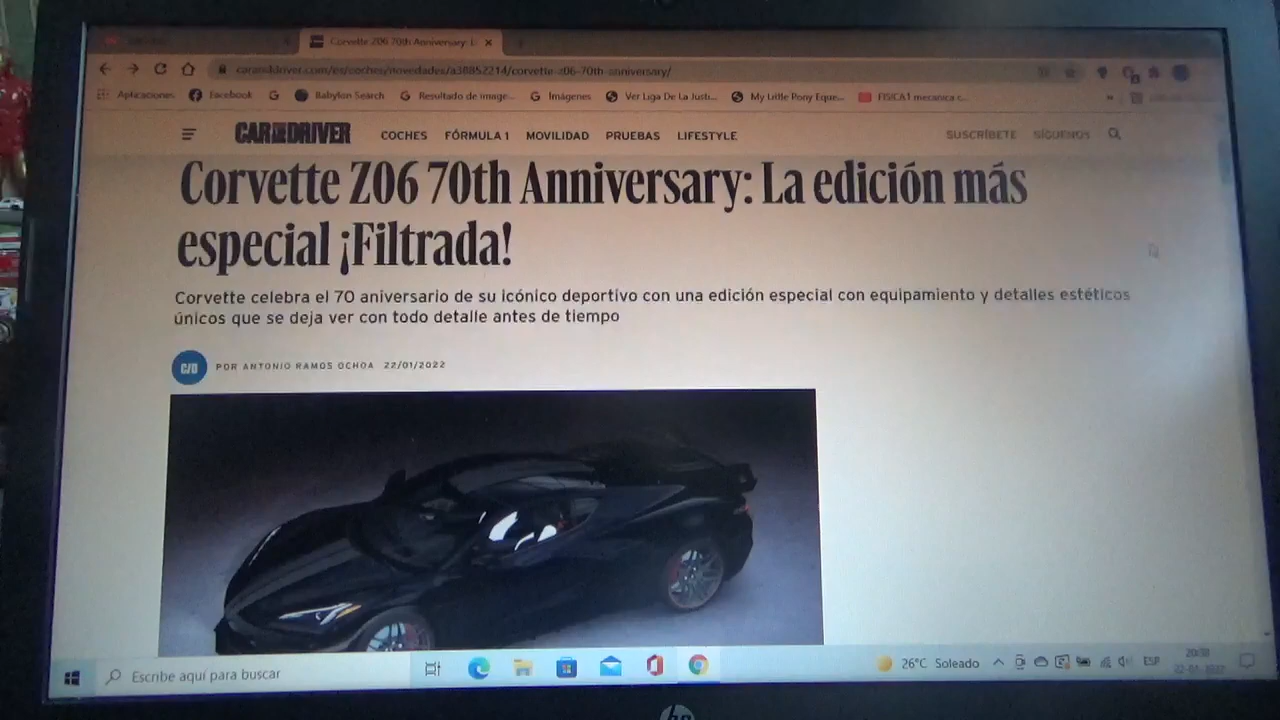 Corvette Z06 70th Anniversary: L
caranddriver.com/es/coches/novedades/a38852214/corvette-z06-70th-anniversary/
Aplicaciones Facebook Babylon Search Resultado de image... Imágenes Ver Liga De La Justi... My Little Pony Eque... FISICA1 mecanica c...
CAR AND DRIVER COCHES FÓRMULA 1 MOVILIDAD PRUEBAS LIFESTYLE SUSCRÍBETE SÍGUENOS
Corvette Z06 70th Anniversary: La edición más
especial ¡Filtrada!
Corvette celebra el 70 aniversario de su icónico deportivo con una edición especial con equipamiento y detalles estéticos
únicos que se deja ver con todo detalle antes de tiempo
C/D POR ANTONIO RAMOS OCHOA 22/01/2022
Escribe aquí para buscar 26°C Soleado ESP 20:38
22-01-2022
hp